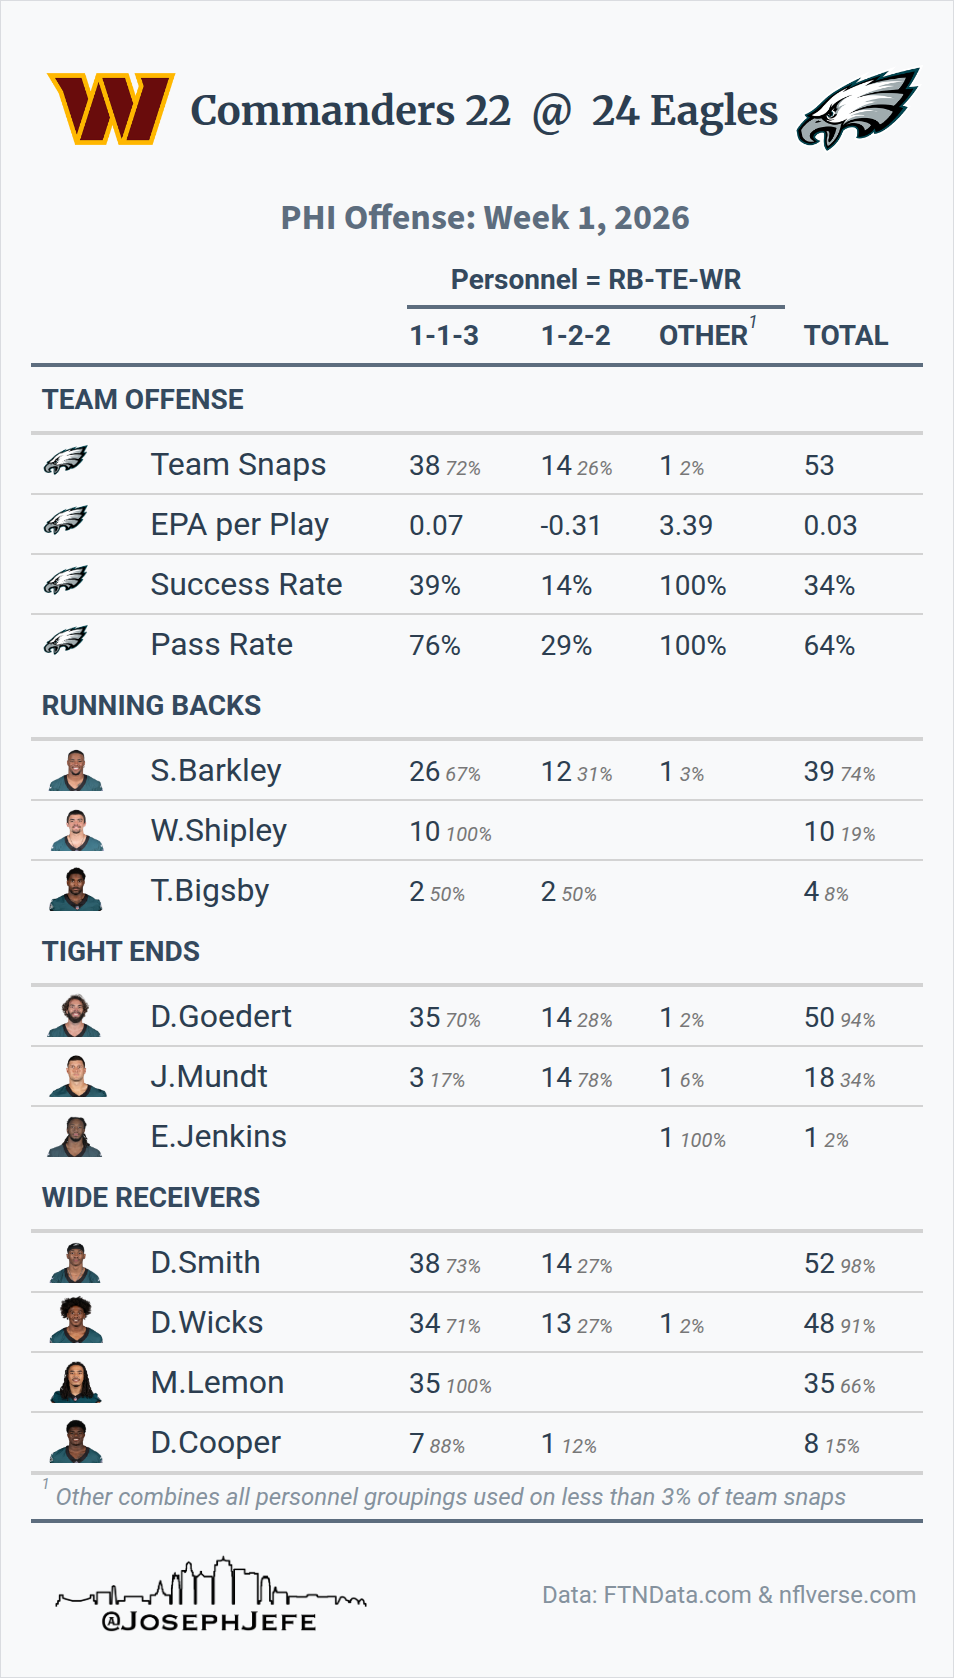 Commanders 22 @ 24 Eagles
PHI Offense: Week 1, 2026
Personnel = RB-TE-WR
1-1-3 1-2-2 OTHER1 TOTAL
TEAM OFFENSE
Team Snaps 38 72% 14 26% 1 2% 53
EPA per Play 0.07 -0.31 3.39 0.03
Success Rate 39% 14% 100% 34%
Pass Rate 76% 29% 100% 64%
RUNNING BACKS
S.Barkley 26 67% 12 31% 1 3% 39 74%
W.Shipley 10 100% 10 19%
T.Bigsby 2 50% 2 50% 4 8%
TIGHT ENDS
D.Goedert 35 70% 14 28% 1 2% 50 94%
J.Mundt 3 17% 14 78% 1 6% 18 34%
E.Jenkins 1 100% 1 2%
WIDE RECEIVERS
D.Smith 38 73% 14 27% 52 98%
D.Wicks 34 71% 13 27% 1 2% 48 91%
M.Lemon 35 100% 35 66%
D.Cooper 7 88% 1 12% 8 15%
1 Other combines all personnel groupings used on less than 3% of team snaps
@JOSEPHJEFE
Data: FTNData.com & nflverse.com